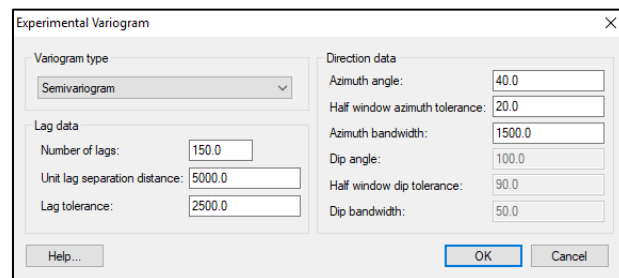 Experimental Variogram
Variogram type
Semivariogram
Lag data
Number of lags: 150.0
Unit lag separation distance: 5000.0
Lag tolerance: 2500.0
Direction data
Azimuth angle: 40.0
Half window azimuth tolerance: 20.0
Azimuth bandwidth: 1500.0
Dip angle: 100.0
Half window dip tolerance: 90.0
Dip bandwidth: 50.0
Help... OK Cancel